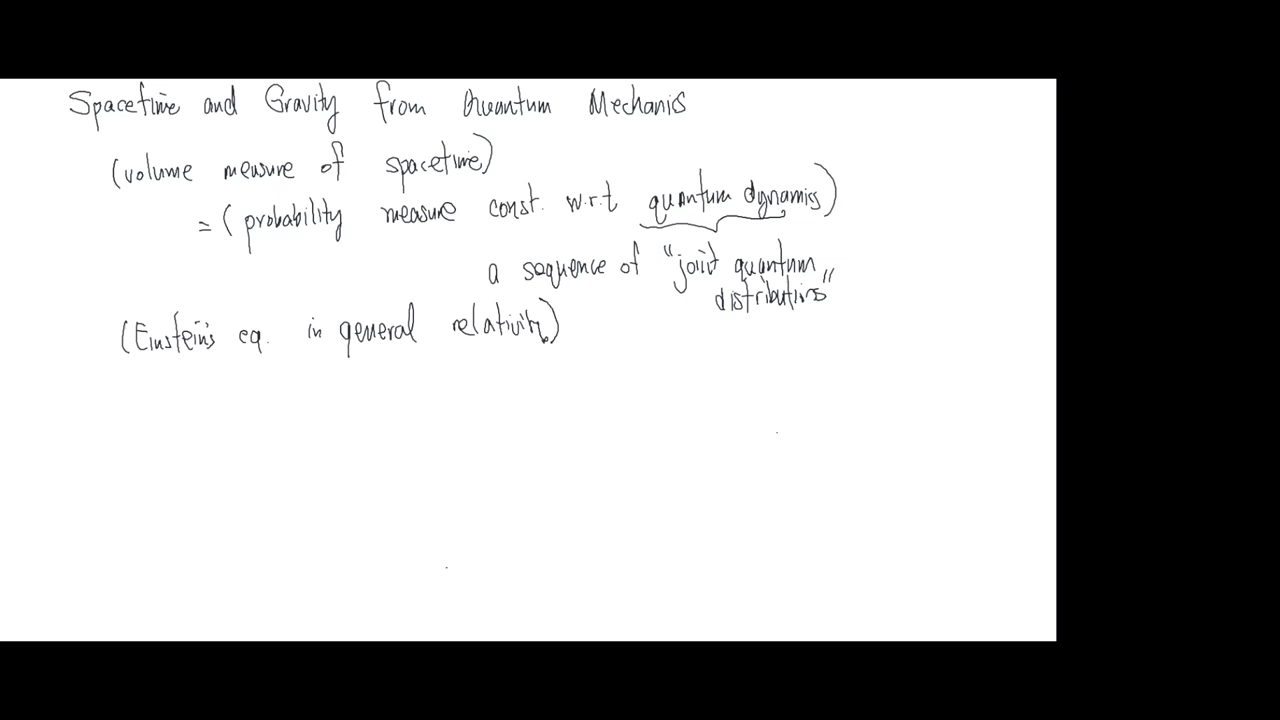 Spacetime and Gravity from Quantum Mechanics
(volume measure of spacetime)
= (probability measure const. w.r.t quantum dynamics)
a sequence of "joint quantum
distributions"
(Einstein's eq. in general relativity)